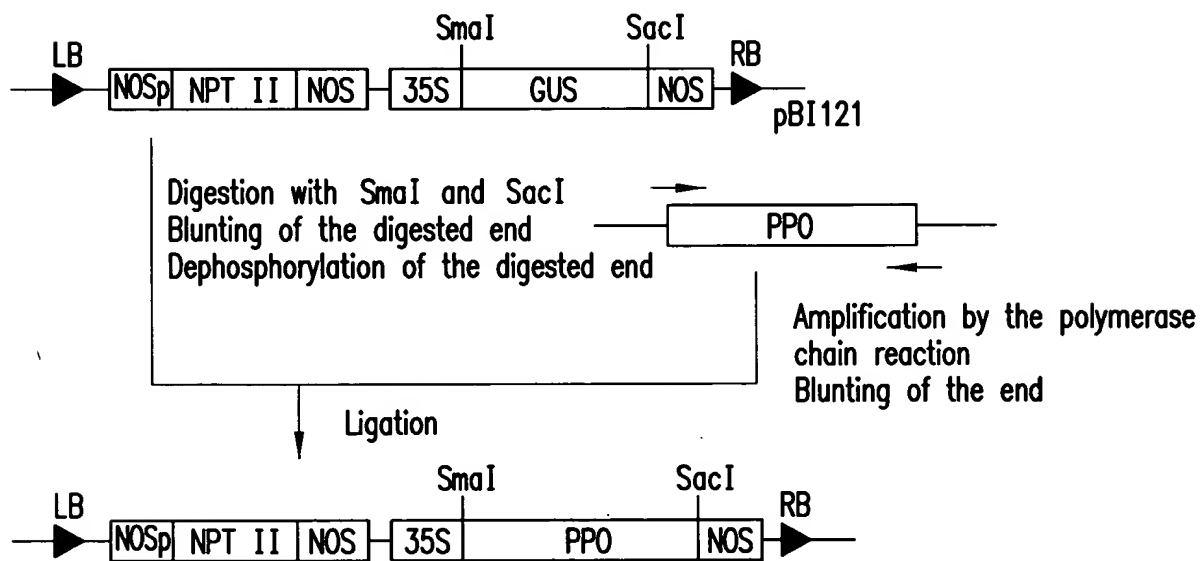 SmaI SacI
LB RB
NOSp NPT II NOS 35S GUS NOS
pBI121
Digestion with SmaI and SacI
Blunting of the digested end
Dephosphorylation of the digested end
PPO
Amplification by the polymerase
chain reaction
Blunting of the end
Ligation
SmaI SacI
LB RB
NOSp NPT II NOS 35S PPO NOS